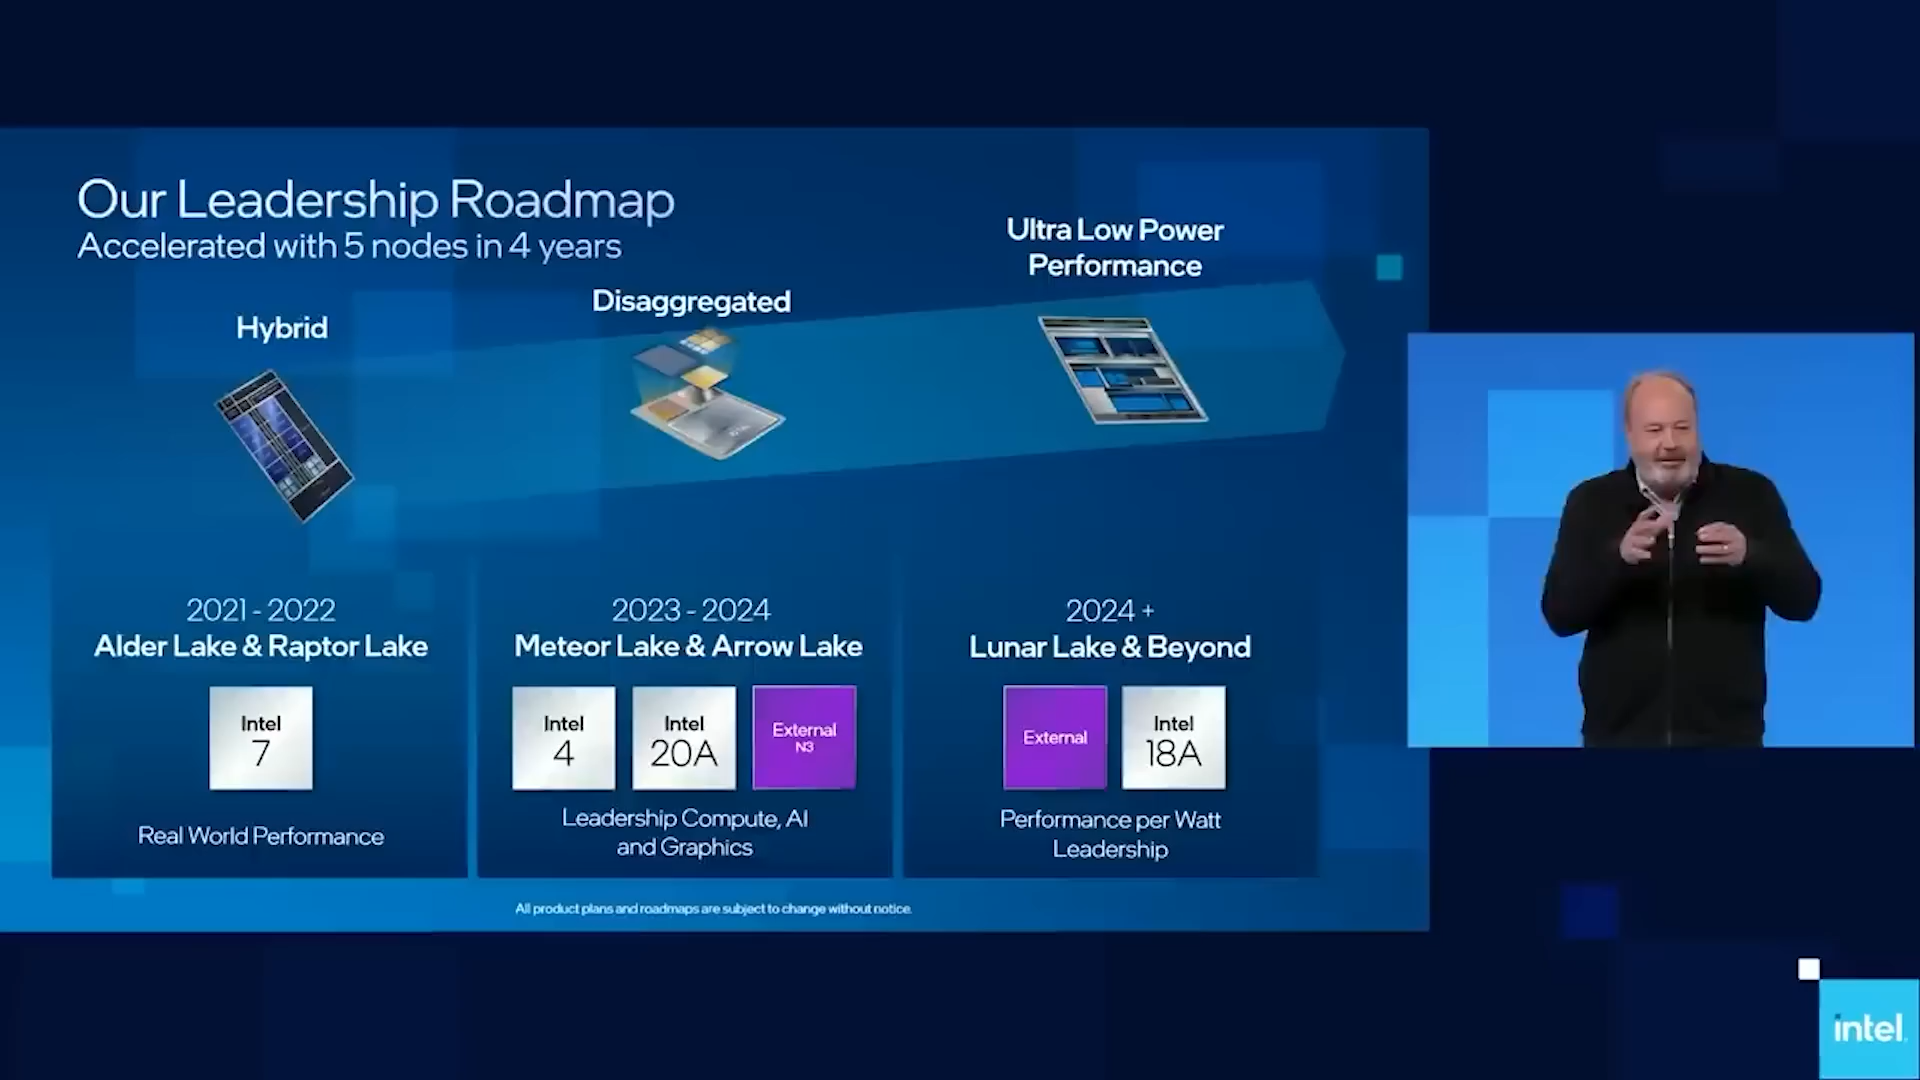 Our Leadership Roadmap
Accelerated with 5 nodes in 4 years
Hybrid
Disaggregated
Ultra Low Power
Performance
2021 - 2022
Alder Lake & Raptor Lake
Intel
7
Real World Performance
2023 - 2024
Meteor Lake & Arrow Lake
Intel
4
Intel
20A
External
N3
Leadership Compute, AI
and Graphics
2024 +
Lunar Lake & Beyond
External
Intel
18A
Performance per Watt
Leadership
All product plans and roadmaps are subject to change without notice.
intel.